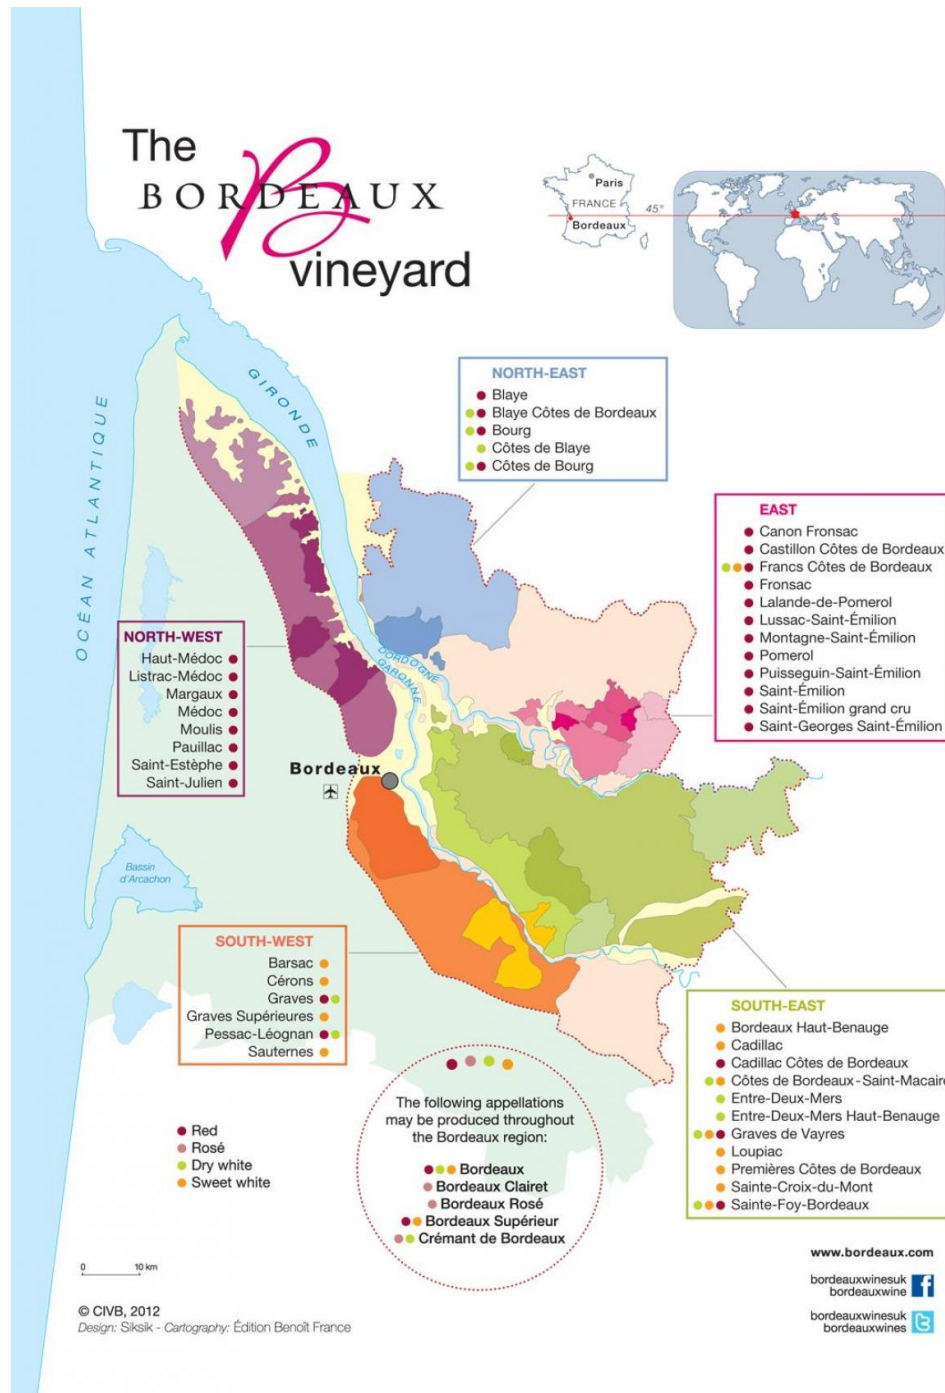 The
BORDEAUX
vineyard
Paris
FRANCE
45°
Bordeaux
OCÉAN ATLANTIQUE
GIRONDE
NORTH-EAST
Blaye
Blaye Côtes de Bordeaux
Bourg
Côtes de Blaye
Côtes de Bourg
EAST
Canon Fronsac
Castillon Côtes de Bordeaux
Francs Côtes de Bordeaux
Fronsac
Lalande-de-Pomerol
Lussac-Saint-Émilion
Montagne-Saint-Émilion
Pomerol
Puisseguin-Saint-Émilion
Saint-Émilion
Saint-Émilion grand cru
Saint-Georges Saint-Émilion
NORTH-WEST
Haut-Médoc
Listrac-Médoc
Margaux
Médoc
Moulis
Pauillac
Saint-Estèphe
Saint-Julien
DORDOGNE
GARONNE
Bordeaux
Bassin
d'Arcachon
SOUTH-WEST
Barsac
Cérons
Graves
Graves Supérieures
Pessac-Léognan
Sauternes
SOUTH-EAST
Bordeaux Haut-Benauge
Cadillac
Cadillac Côtes de Bordeaux
Côtes de Bordeaux-Saint-Macaire
Entre-Deux-Mers
Entre-Deux-Mers Haut-Benauge
Graves de Vayres
Loupiac
Premières Côtes de Bordeaux
Sainte-Croix-du-Mont
Sainte-Foy-Bordeaux
Red
Rosé
Dry white
Sweet white
The following appellations
may be produced throughout
the Bordeaux region:
Bordeaux
Bordeaux Clairet
Bordeaux Rosé
Bordeaux Supérieur
Crémant de Bordeaux
0 10 km
© CIVB, 2012
Design: Siksik - Cartography: Édition Benoît France
www.bordeaux.com
bordeauxwinesuk
bordeauxwine
bordeauxwinesuk
bordeauxwines